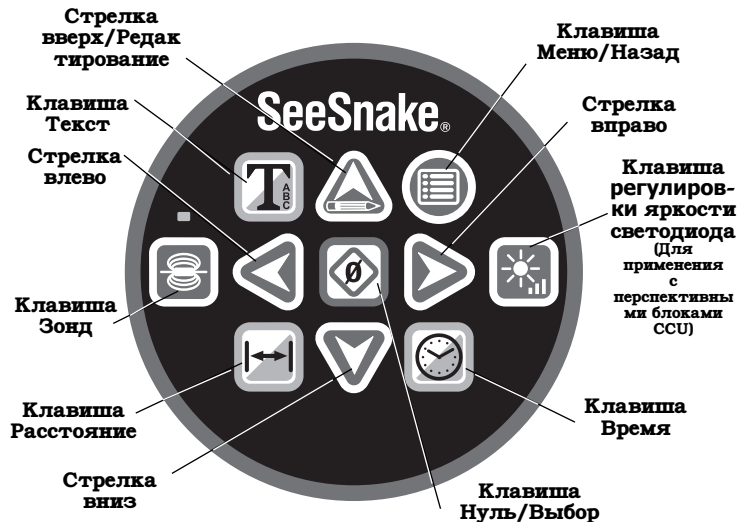 Стрелка
вверх/Редак
тирование
Клавиша
Меню/Назад
Клавиша
Текст
SeeSnake®
Стрелка
вправо
T
A
B
C
Стрелка
влево
Клавиша
регулиров-
ки яркости
светодиода
(Для
применения
с
перспективны
ми блоками
CCU)
Клавиша
Зонд
Клавиша
Расстояние
Клавиша
Время
Стрелка
вниз
Клавиша
Нуль/Выбор